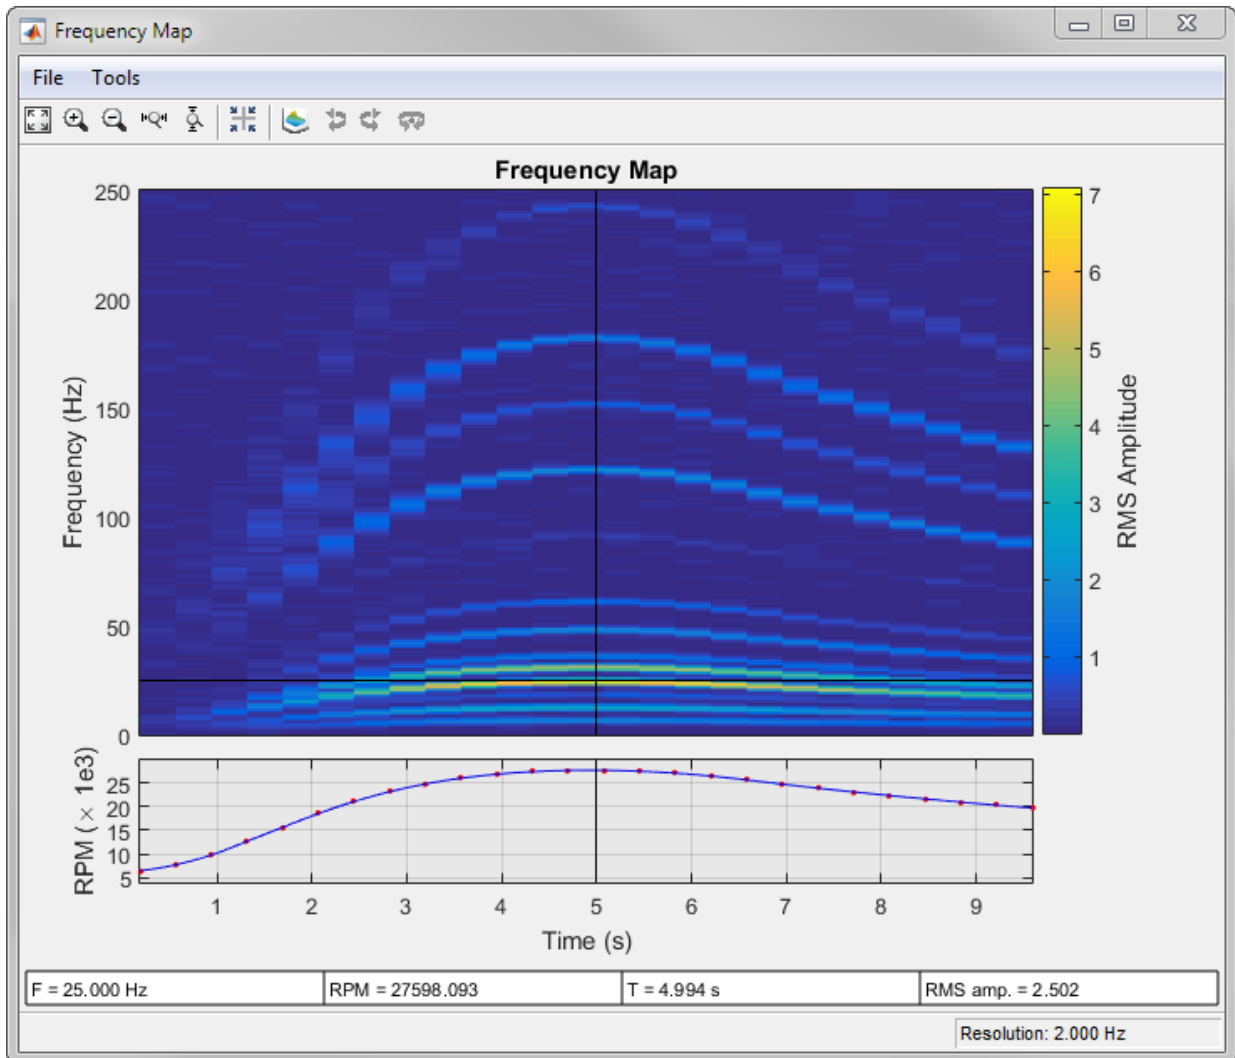 Frequency Map
File Tools
Frequency Map
250
200
150
100
50
0
Frequency (Hz)
7
6
5
4
3
2
1
RMS Amplitude
25
20
15
10
5
RPM ( × 1e3)
1 2 3 4 5 6 7 8 9
Time (s)
F = 25.000 Hz RPM = 27598.093 T = 4.994 s RMS amp. = 2.502
Resolution: 2.000 Hz